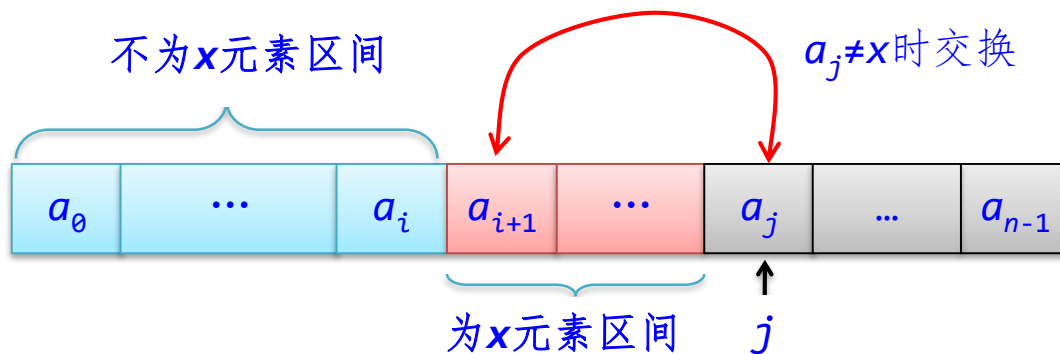 不为x元素区间
aj≠x时交换
a0 … ai ai+1 … aj … an-1
为x元素区间 j